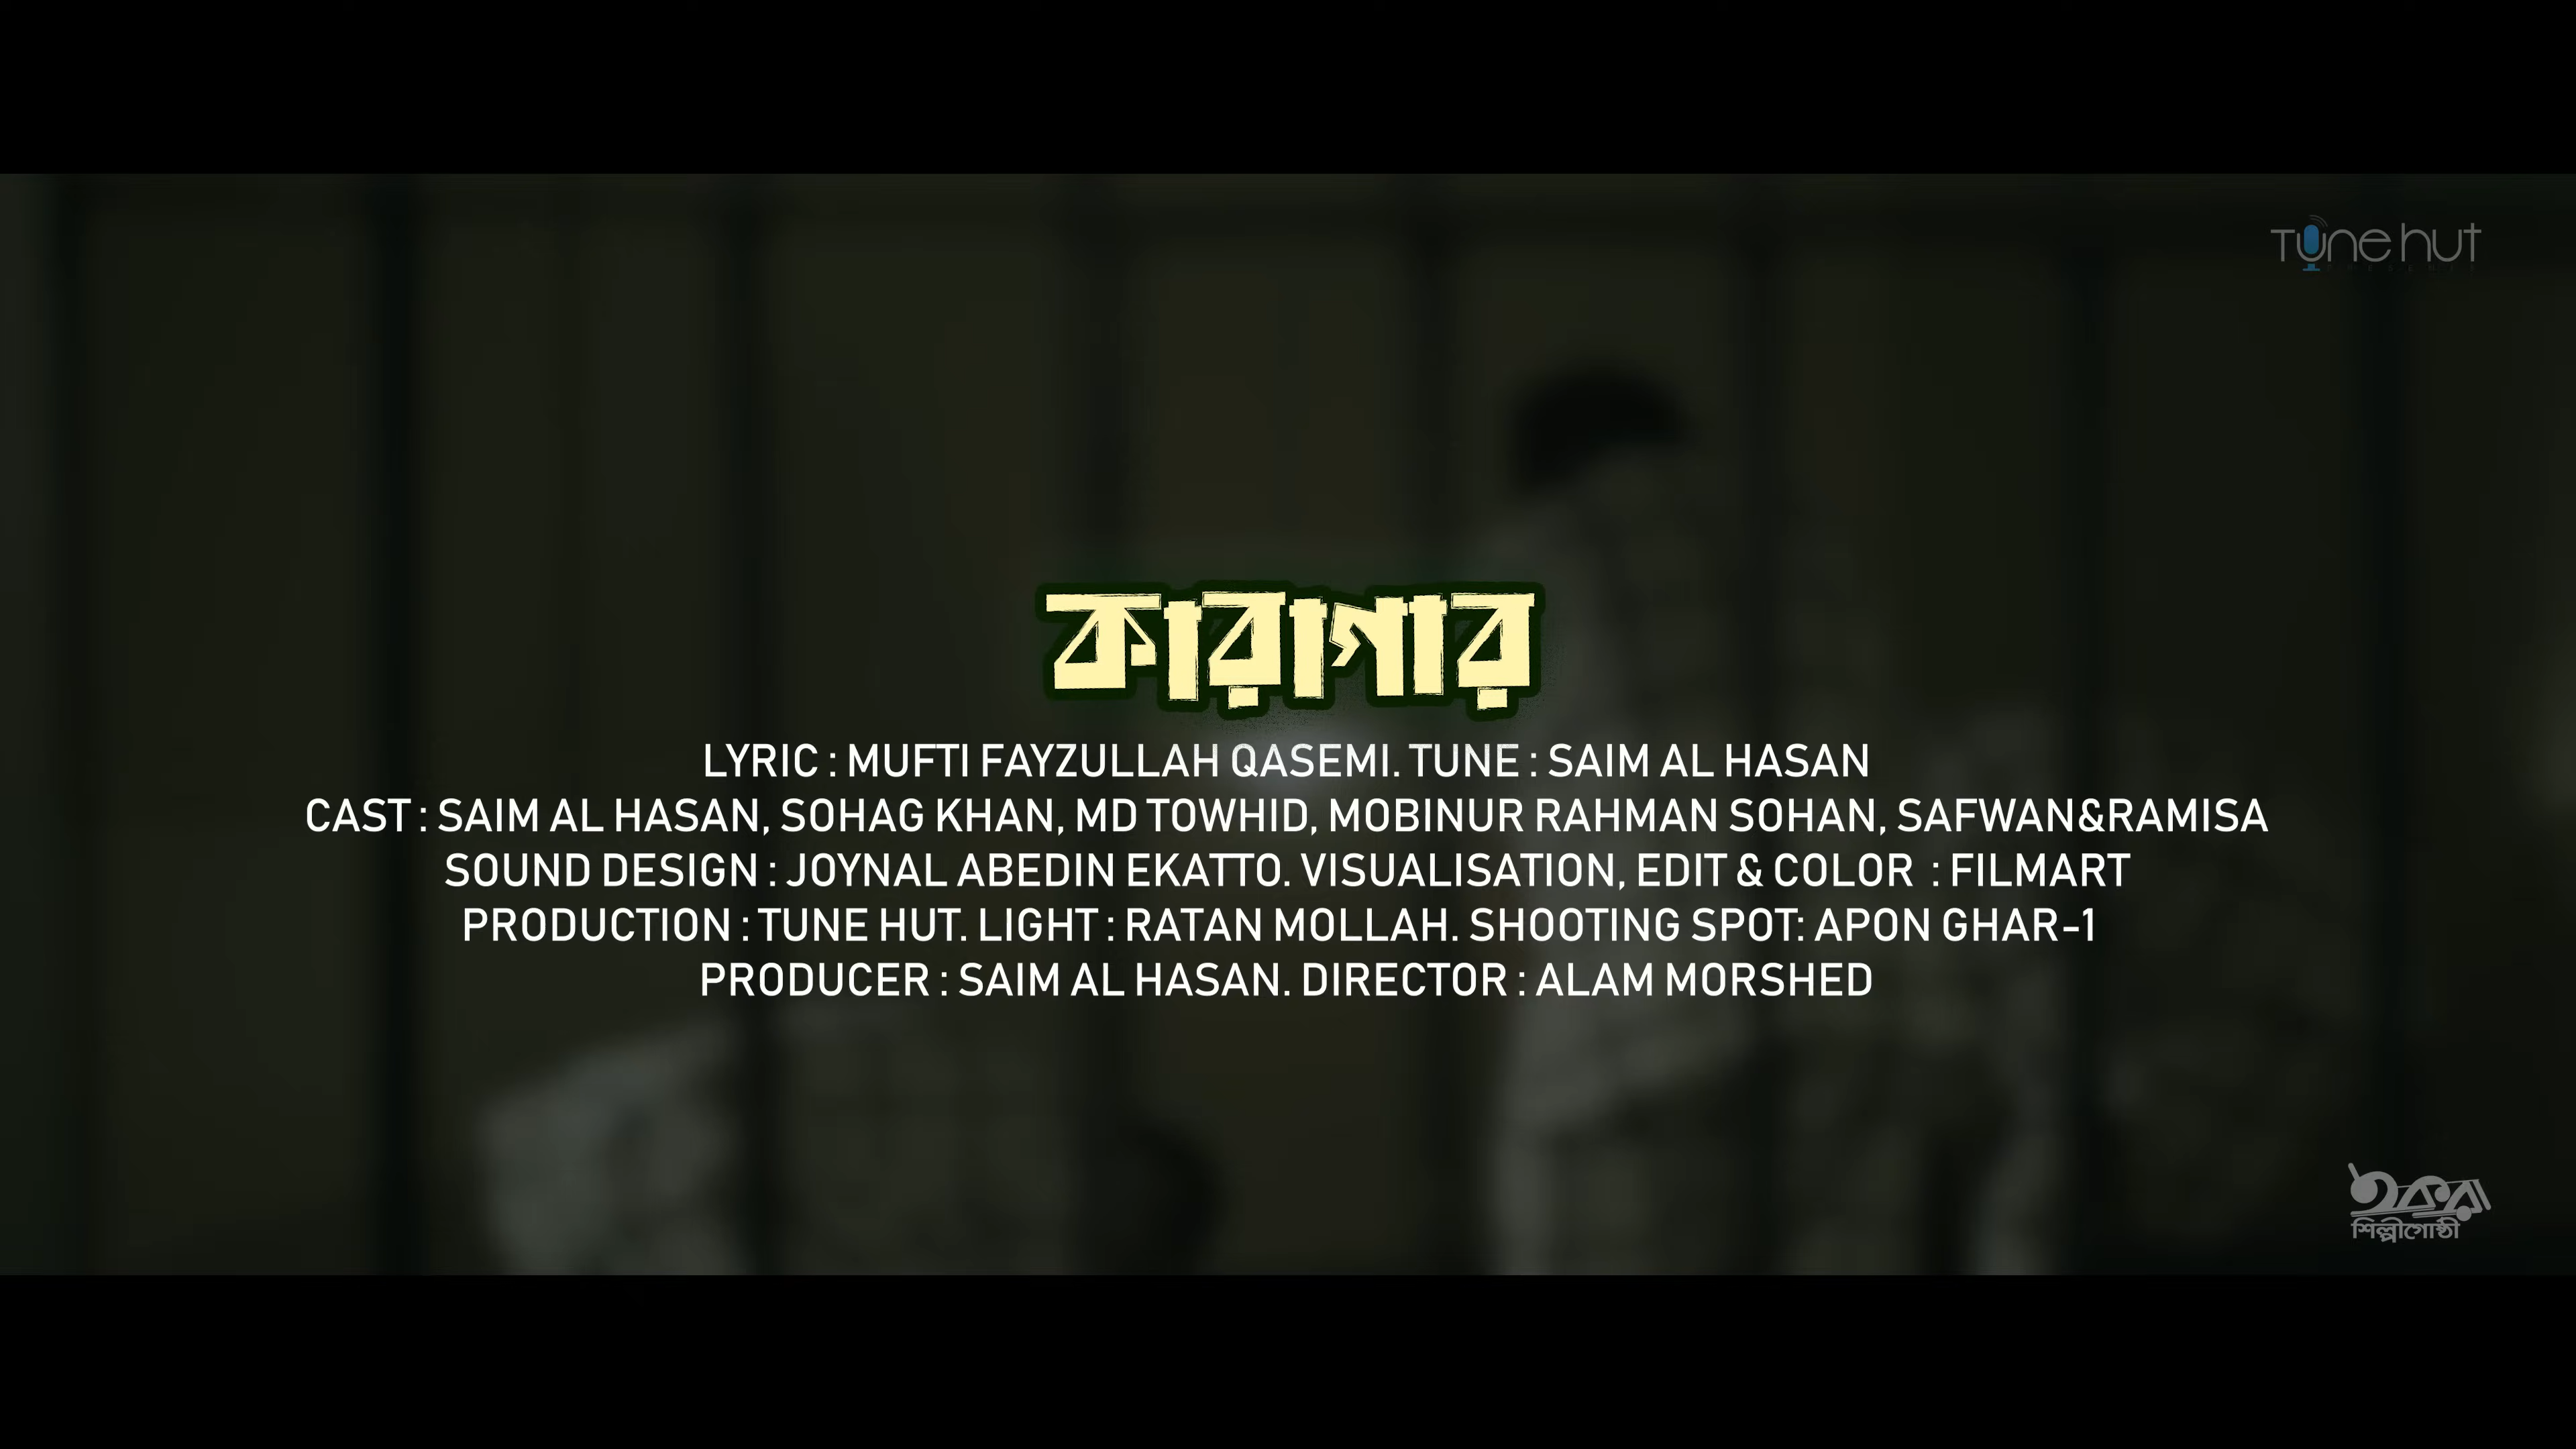 Tune hut
কারাগার
LYRIC : MUFTI FAYZULLAH QASEMI. TUNE : SAIM AL HASAN
CAST : SAIM AL HASAN, SOHAG KHAN, MD TOWHID, MOBINUR RAHMAN SOHAN, SAFWAN&RAMISA
SOUND DESIGN : JOYNAL ABEDIN EKATTO. VISUALISATION, EDIT & COLOR : FILMART
PRODUCTION : TUNE HUT. LIGHT : RATAN MOLLAH. SHOOTING SPOT: APON GHAR-1
PRODUCER : SAIM AL HASAN. DIRECTOR : ALAM MORSHED
শিল্পীগোষ্ঠী